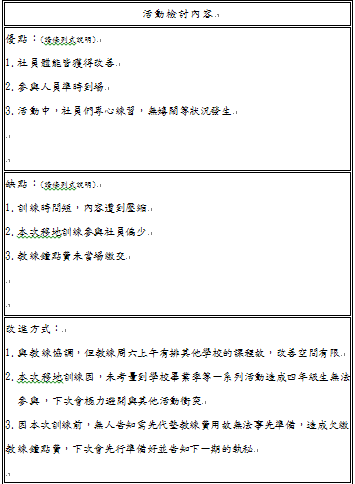 活動檢討內容
優點：(請條列式說明)
1.社員體能皆獲得改善
2.參與人員準時到場
3.活動中，社員們專心練習，無嬉鬧等狀況發生
缺點：(請條列式說明)
1.訓練時間短，內容遭到壓縮
2.本次移地訓練參與社員偏少
3.教練鐘點費未當場繳交
改進方式：
1.與教練協調，但教練周六上午有排其他學校的課程故，改善空間有限
2.本次移地訓練因，未考量到學校畢業季等一系列活動造成四年級生無法
參與，下次會極力避開與其他活動衝突
3.因本次訓練前，無人告知需先代墊教練費用故無法事先準備，造成欠繳
教練鐘點費，下次會先行準備好並告知下一期的執秘